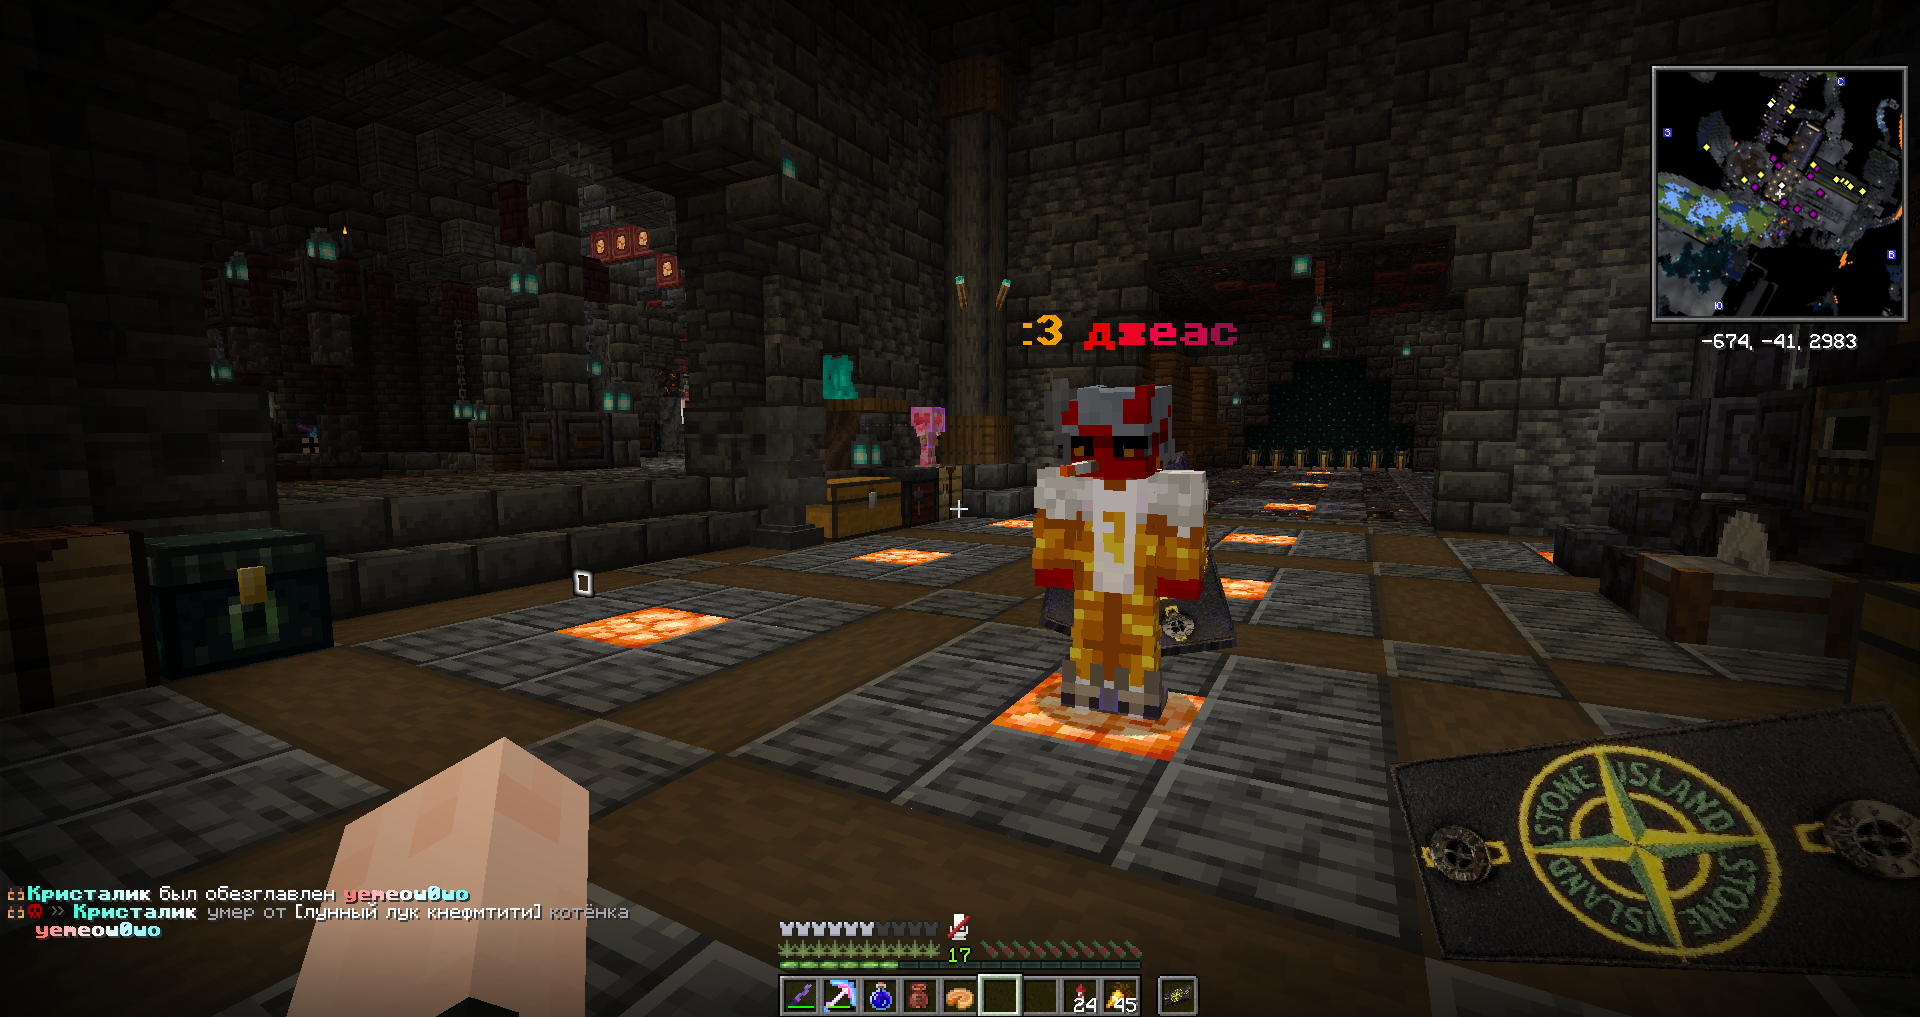 С
З
В
Ю
-674, -41, 2983
:3 джеас
STONE ISLAND
STONE ISLAND
Кристалик был обезглавлен yemeow0wo
» Кристалик умер от [лунный лук кнефмтити] котёнка
yemeow0wo
17
24
45